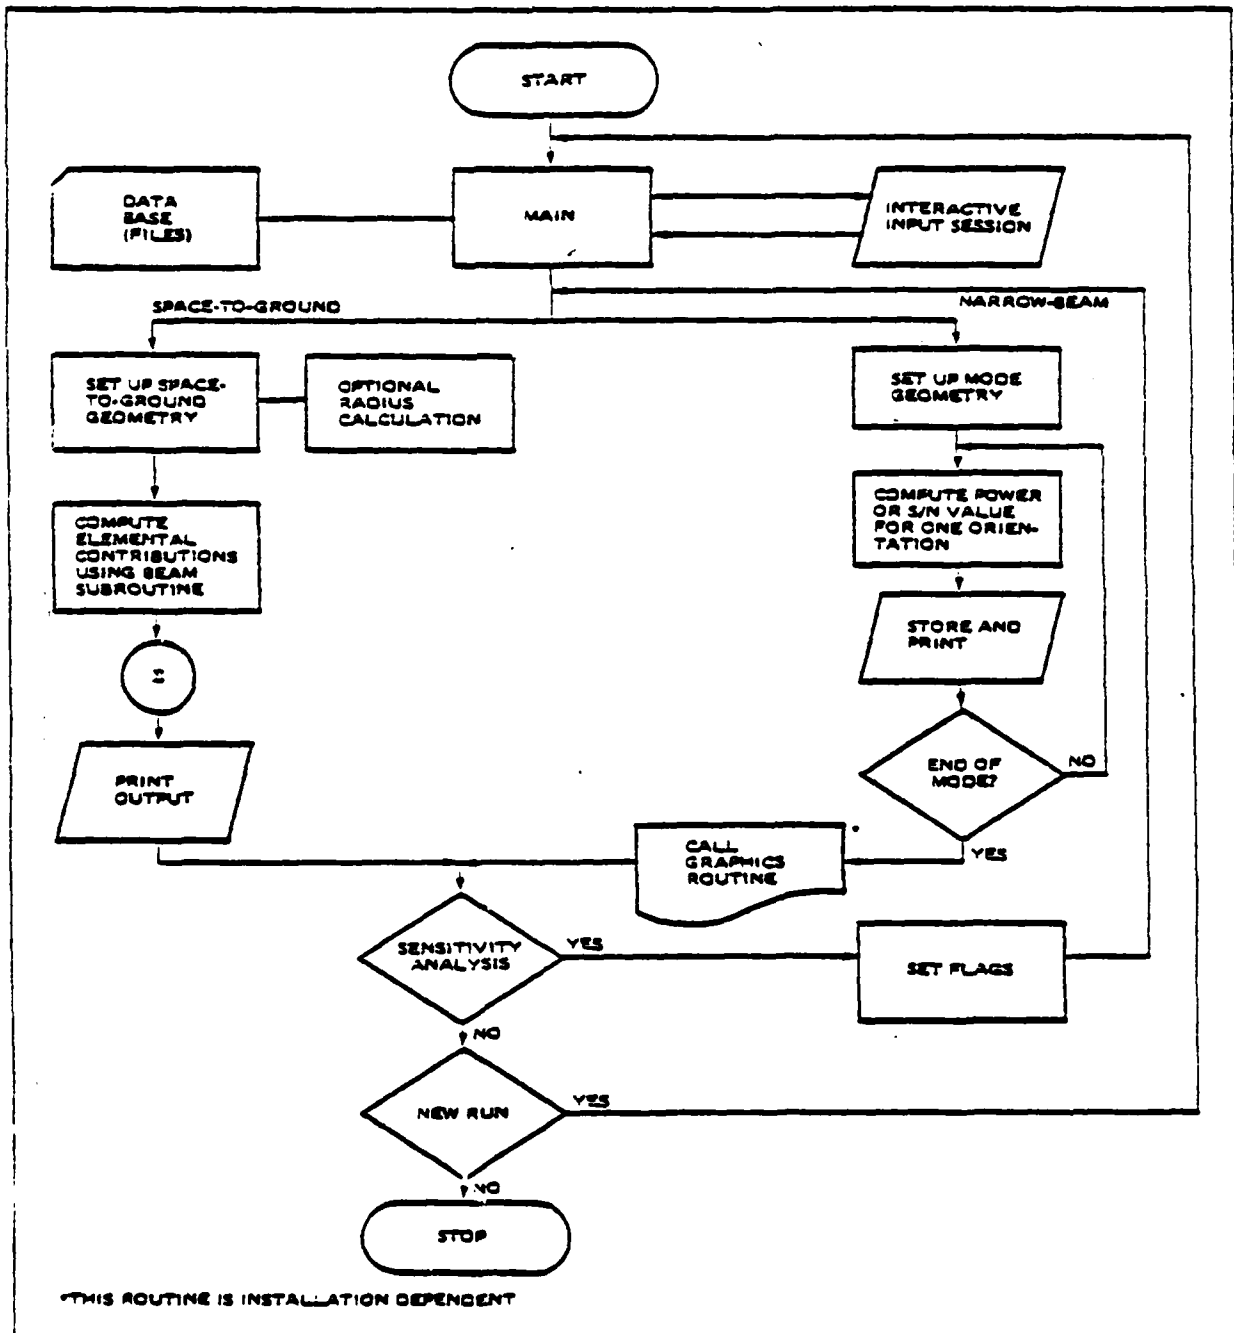 START
DATA
BASE
(FILES)
MAIN
INTERACTIVE
INPUT SESSION
SPACE-TO-GROUND
NARROW-BEAM
SET UP SPACE-
TO-GROUND
GEOMETRY
OPTIONAL
RADIUS
CALCULATION
SET UP MODE
GEOMETRY
COMPUTE
ELEMENTAL
CONTRIBUTIONS
USING BEAM
SUBROUTINE
COMPUTE POWER
OR S/N VALUE
FOR ONE ORIEN-
TATION
STORE AND
PRINT
PRINT
OUTPUT
END OF
MODE?
NO
YES
CALL
GRAPHICS
ROUTINE
*
SENSITIVITY
ANALYSIS
YES
SET FLAGS
NO
NEW RUN
YES
NO
STOP
*THIS ROUTINE IS INSTALLATION DEPENDENT